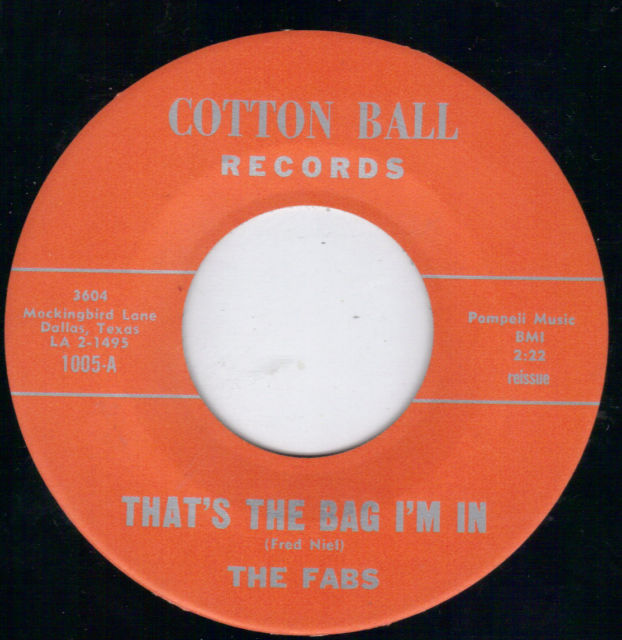 COTTON BALL
RECORDS
3604
Mockingbird Lane
Dallas, Texas
LA 2-1495
1005-A
Pompeii Music
BMI
2:22
reissue
THAT'S THE BAG I'M IN
(Fred Niel)
THE FABS